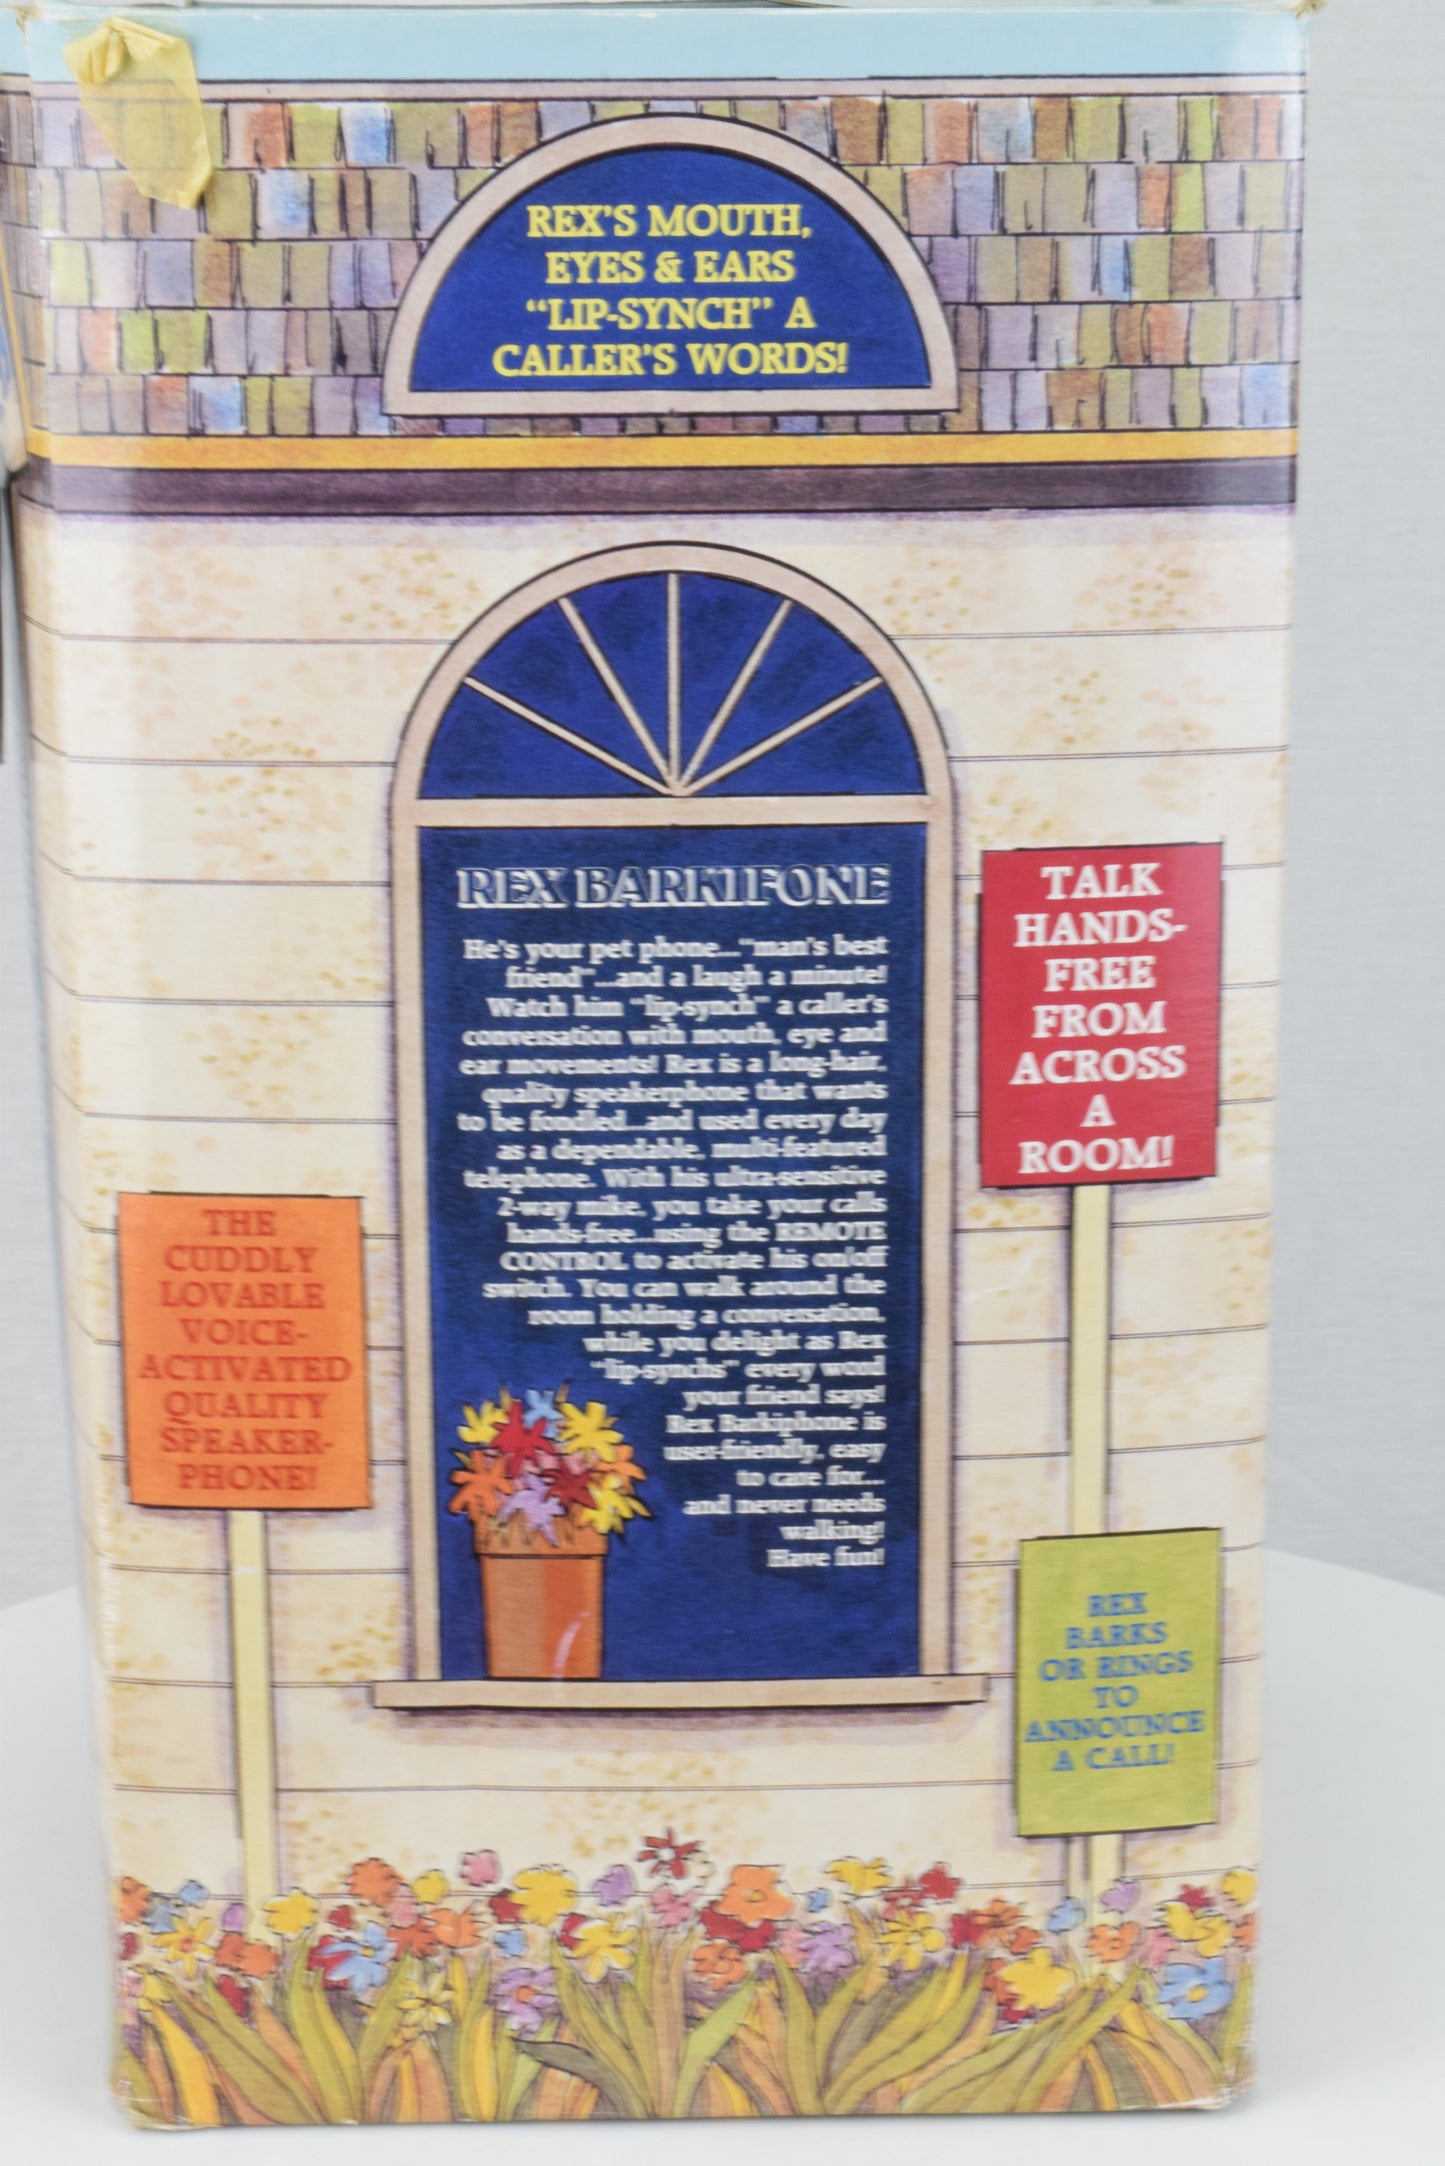 REX'S MOUTH,
EYES & EARS
“LIP-SYNCH” A
CALLER'S WORDS!
REX BARKIFONE
He's your pet phone...“man's best
friend”...and a laugh a minute!
Watch him “lip-synch” a caller's
conversation with mouth, eye and
ear movements! Rex is a long-hair,
quality speakerphone that wants
to be fondled...and used every day
as a dependable, multi-featured
telephone. With his ultra-sensitive
2-way mike, you take your calls
hands-free...using the REMOTE
CONTROL to activate his on/off
switch. You can walk around the
room holding a conversation,
while you delight as Rex
“lip-synchs” every word
your friend says!
Rex Barkiphone is
user-friendly, easy
to care for...
and never needs
walking!
Have fun!
TALK
HANDS-
FREE
FROM
ACROSS
A
ROOM!
THE
CUDDLY
LOVABLE
VOICE-
ACTIVATED
QUALITY
SPEAKER-
PHONE!
REX
BARKS
OR RINGS
TO
ANNOUNCE
A CALL!